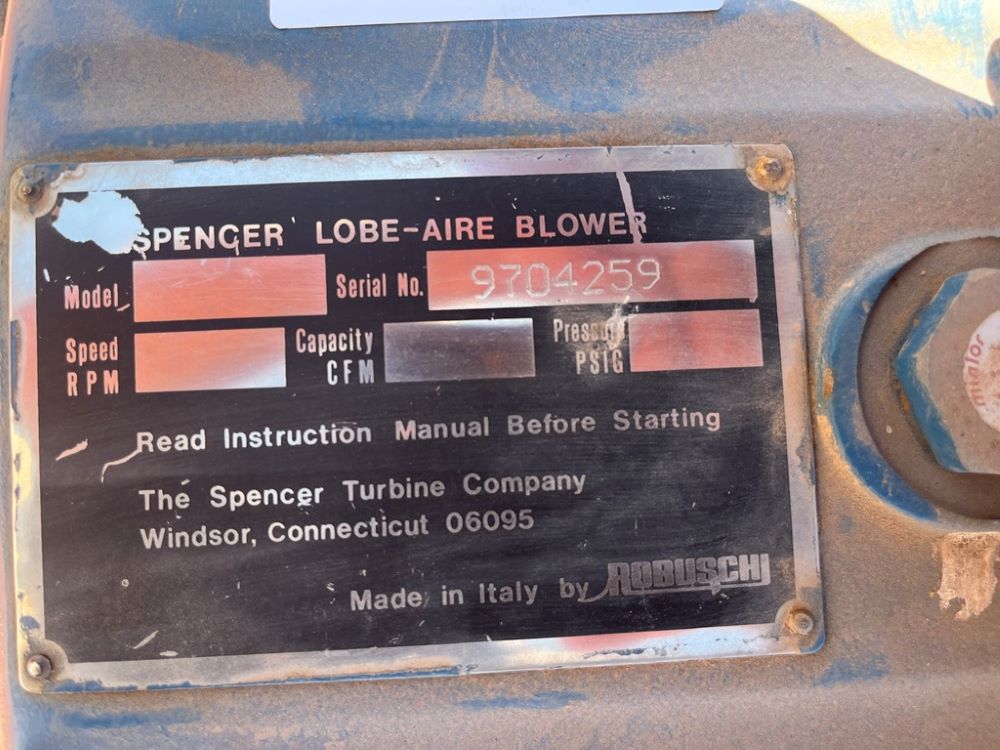 SPENCER LOBE-AIRE BLOWER
Model Serial No. 9704259
Speed RPM Capacity CFM Pressure PSIG
Read Instruction Manual Before Starting
The Spencer Turbine Company
Windsor, Connecticut 06095
Made in Italy by ROBUSCHI